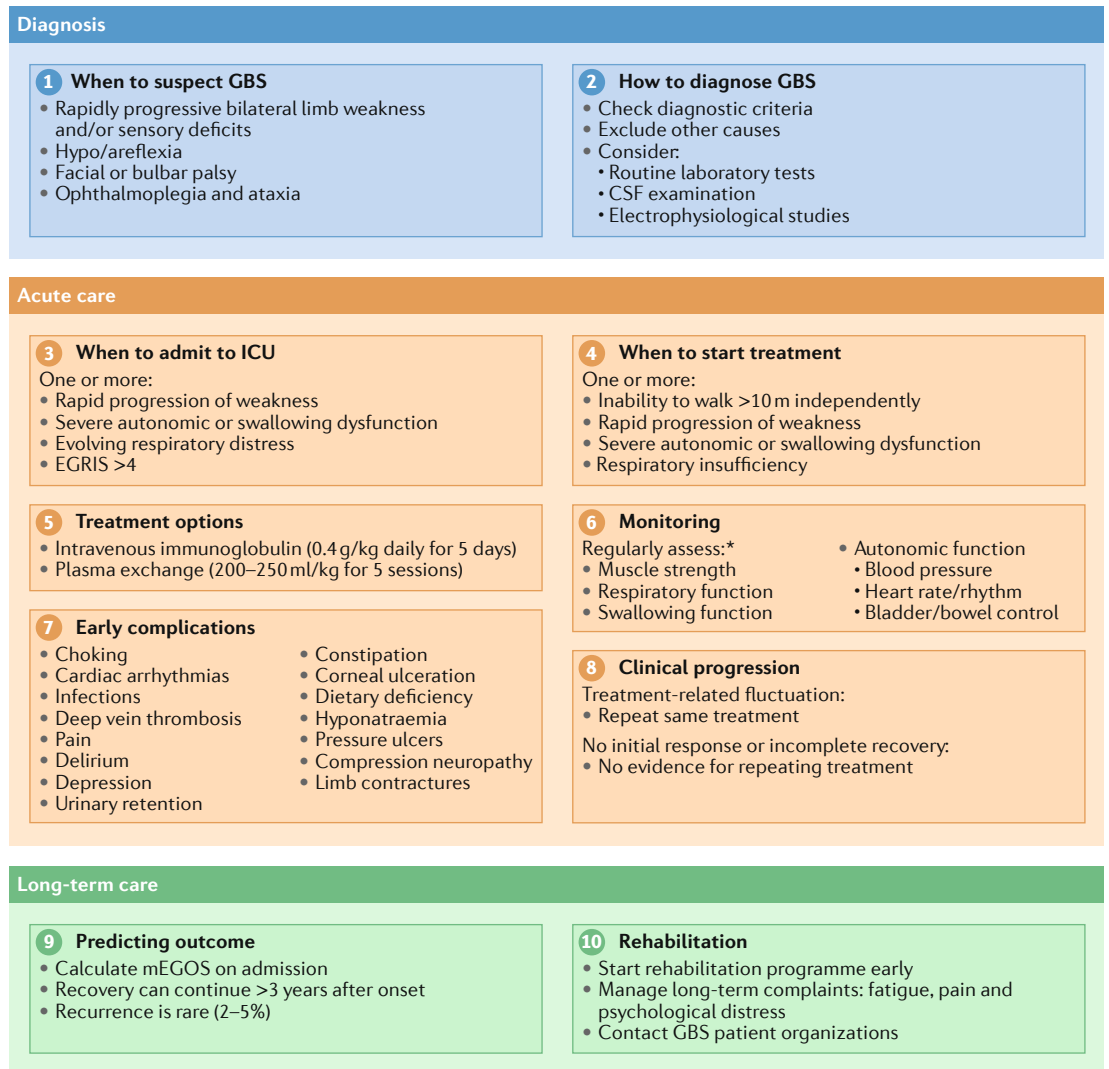 Diagnosis
1 When to suspect GBS
• Rapidly progressive bilateral limb weakness
and/or sensory deficits
• Hypo/areflexia
• Facial or bulbar palsy
• Ophthalmoplegia and ataxia
2 How to diagnose GBS
• Check diagnostic criteria
• Exclude other causes
• Consider:
• Routine laboratory tests
• CSF examination
• Electrophysiological studies
Acute care
3 When to admit to ICU
One or more:
• Rapid progression of weakness
• Severe autonomic or swallowing dysfunction
• Evolving respiratory distress
• EGRIS >4
4 When to start treatment
One or more:
• Inability to walk >10 m independently
• Rapid progression of weakness
• Severe autonomic or swallowing dysfunction
• Respiratory insufficiency
5 Treatment options
• Intravenous immunoglobulin (0.4 g/kg daily for 5 days)
• Plasma exchange (200–250 ml/kg for 5 sessions)
6 Monitoring
Regularly assess:*
• Muscle strength
• Respiratory function
• Swallowing function
• Autonomic function
• Blood pressure
• Heart rate/rhythm
• Bladder/bowel control
7 Early complications
• Choking
• Cardiac arrhythmias
• Infections
• Deep vein thrombosis
• Pain
• Delirium
• Depression
• Urinary retention
• Constipation
• Corneal ulceration
• Dietary deficiency
• Hyponatraemia
• Pressure ulcers
• Compression neuropathy
• Limb contractures
8 Clinical progression
Treatment-related fluctuation:
• Repeat same treatment
No initial response or incomplete recovery:
• No evidence for repeating treatment
Long-term care
9 Predicting outcome
• Calculate mEGOS on admission
• Recovery can continue >3 years after onset
• Recurrence is rare (2–5%)
10 Rehabilitation
• Start rehabilitation programme early
• Manage long-term complaints: fatigue, pain and
psychological distress
• Contact GBS patient organizations